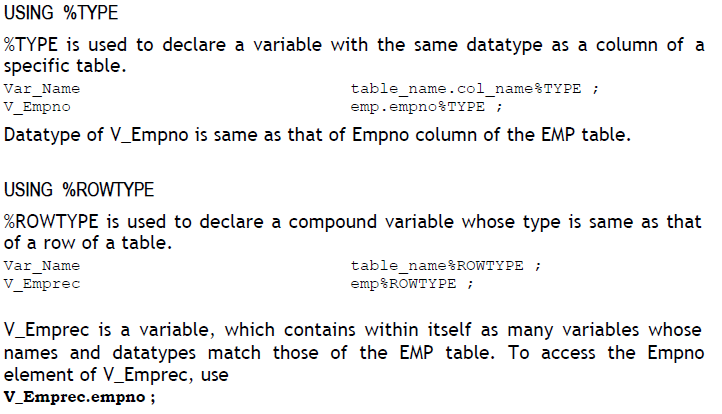 USING %TYPE
%TYPE is used to declare a variable with the same datatype as a column of a
specific table.
Var_Name table_name.col_name%TYPE ;
V_Empno emp.empno%TYPE ;
Datatype of V_Empno is same as that of Empno column of the EMP table.
USING %ROWTYPE
%ROWTYPE is used to declare a compound variable whose type is same as that
of a row of a table.
Var_Name table_name%ROWTYPE ;
V_Emprec emp%ROWTYPE ;
V_Emprec is a variable, which contains within itself as many variables whose
names and datatypes match those of the EMP table. To access the Empno
element of V_Emprec, use
V_Emprec.empno ;